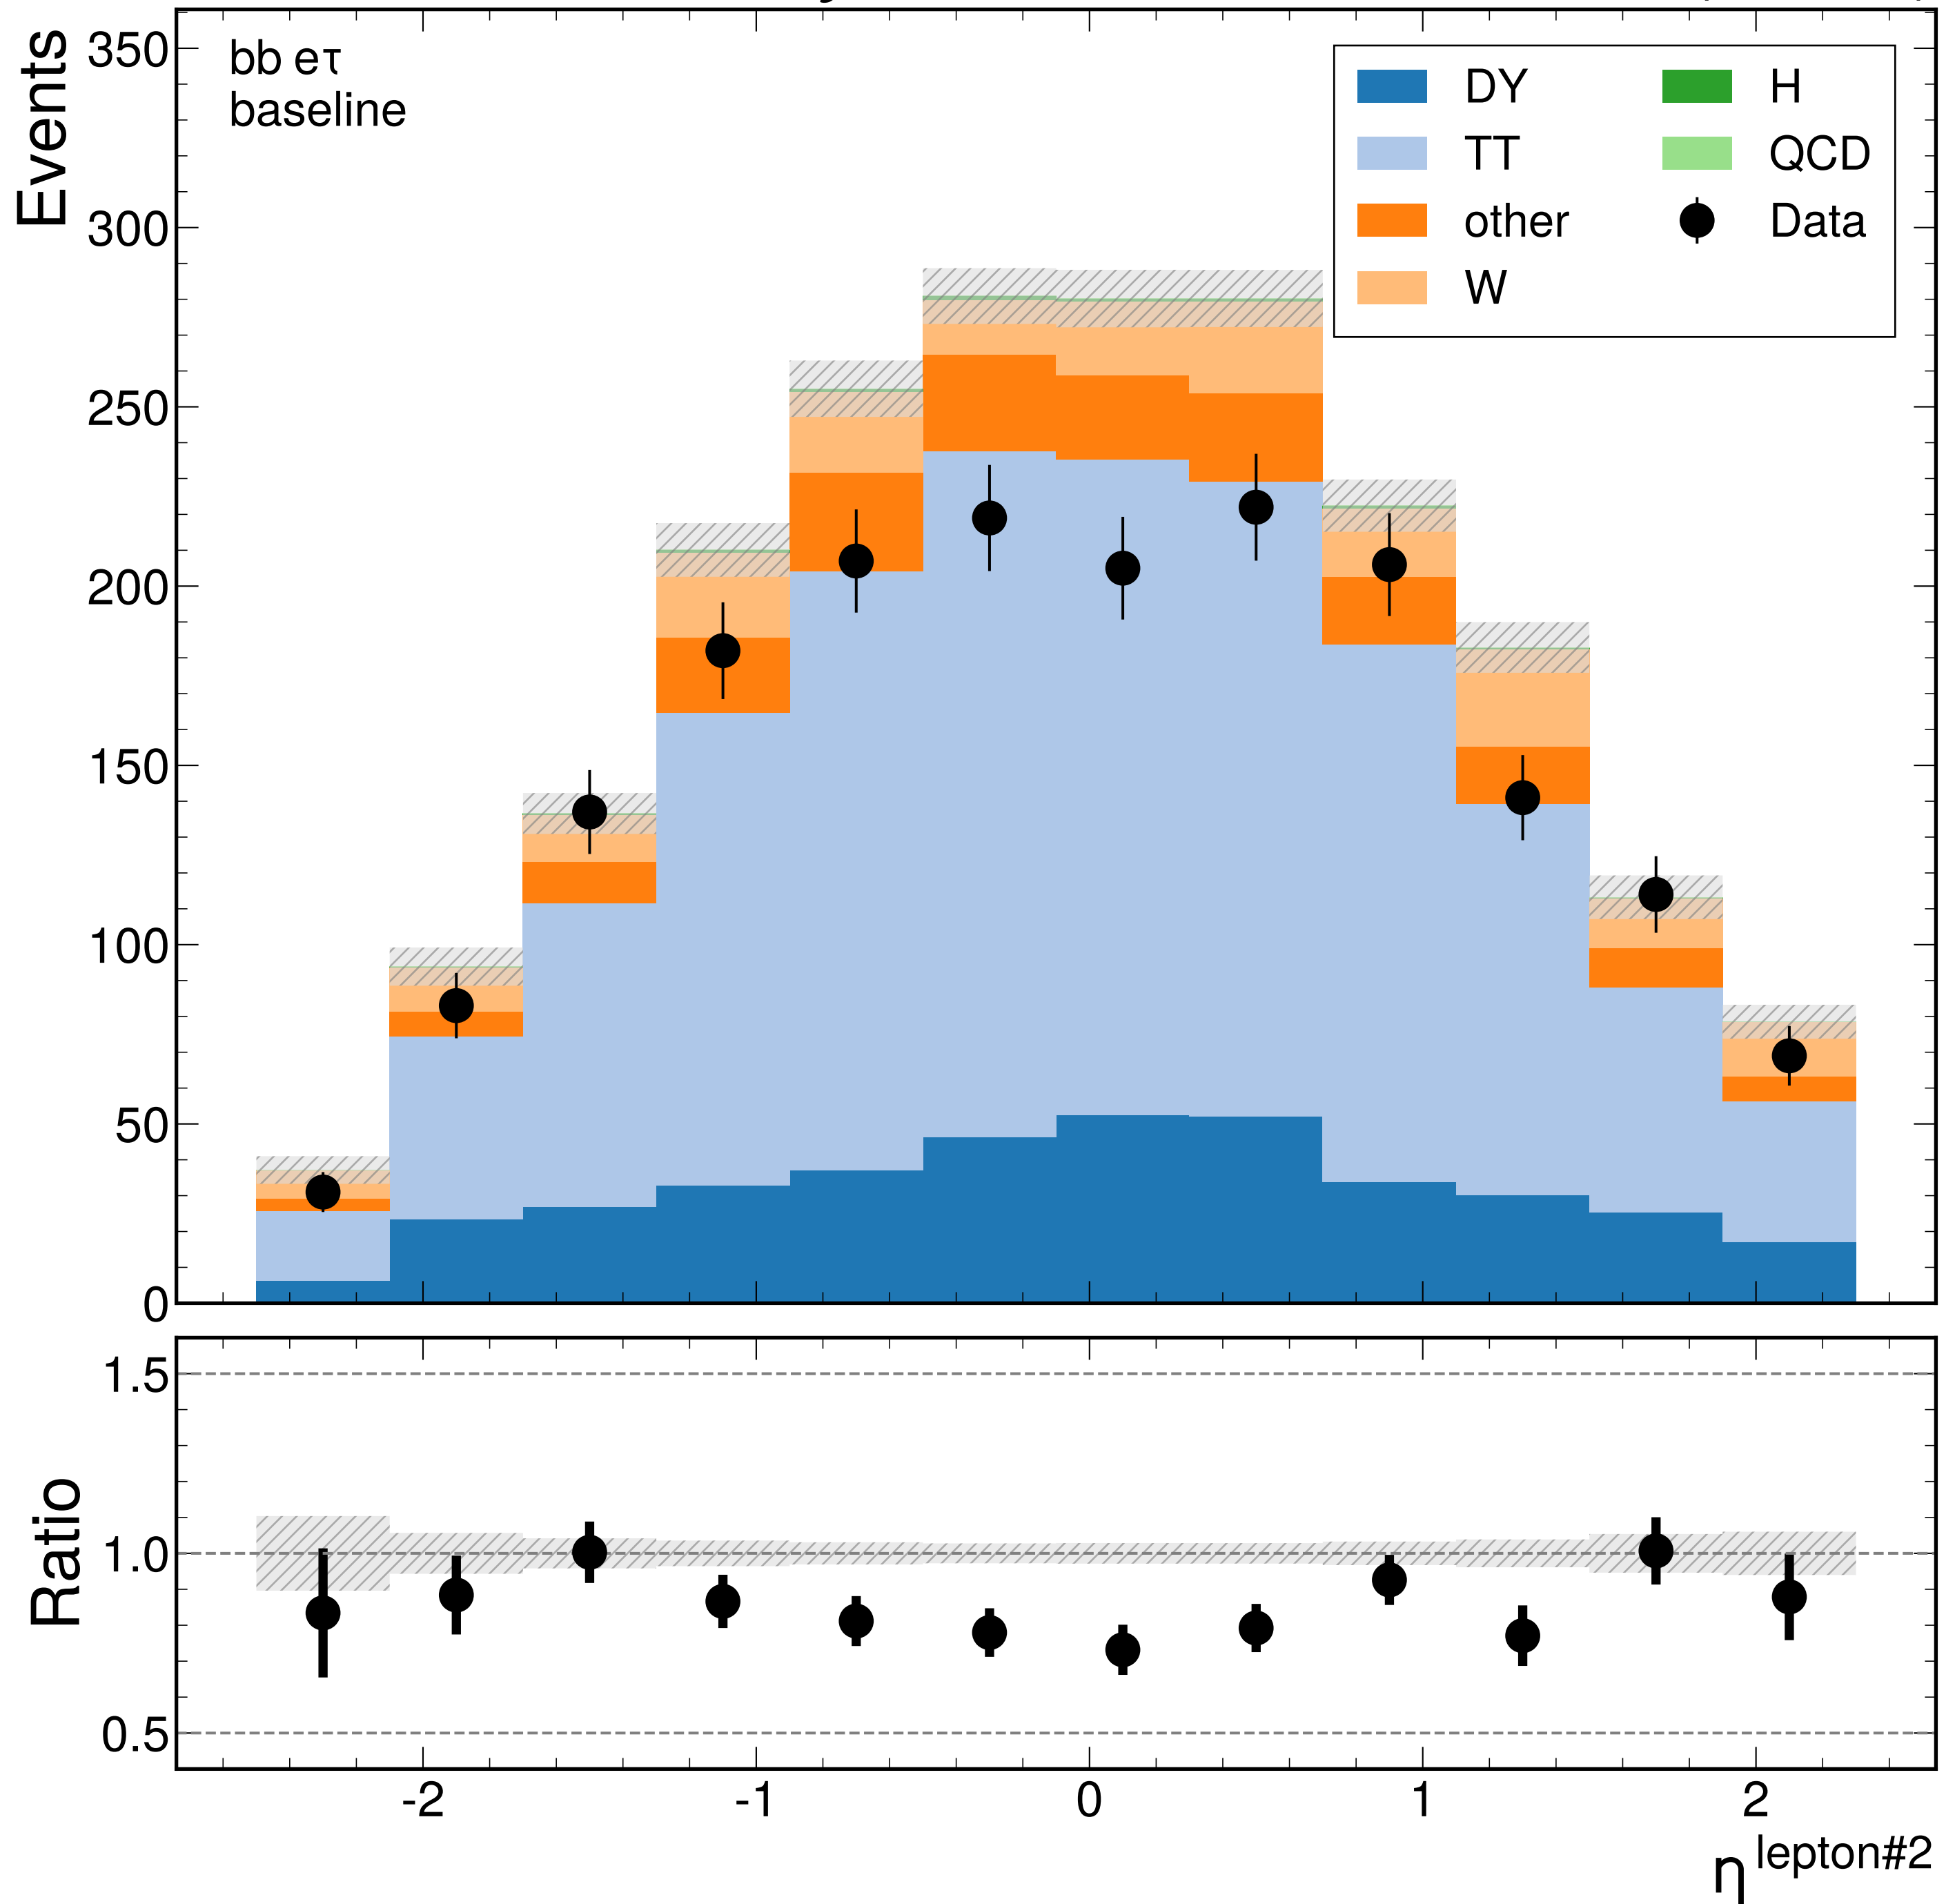 Events
350
300
250
200
150
100
50
0
bb eτ
baseline
DY
TT
other
W
H
QCD
Data
Ratio
1.5
1.0
0.5
-2
-1
0
1
2
η lepton#2